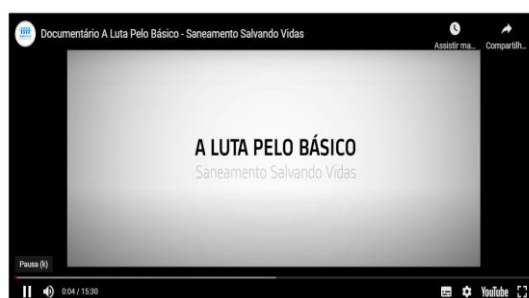 Documentário A Luta Pelo Básico - Saneamento Salvando Vidas
Assistir ma... Compartilh...
A LUTA PELO BÁSICO
Saneamento Salvando Vidas
Pausa (k)
0:04 / 15:30
YouTube